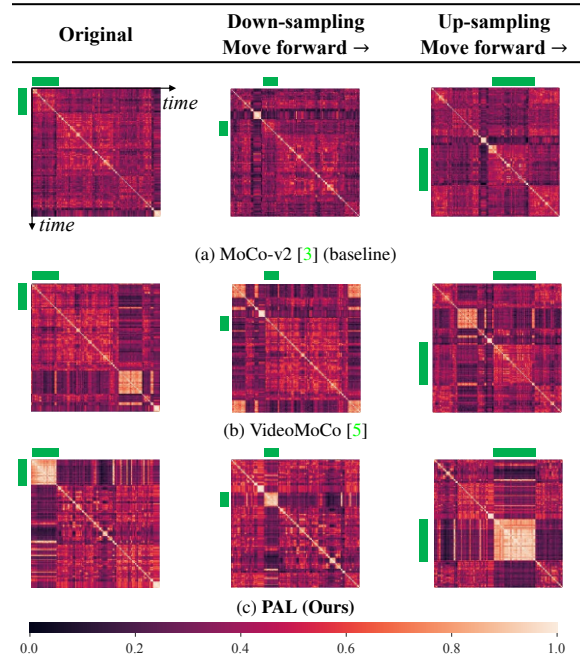 Original
Down-sampling
Move forward →
Up-sampling
Move forward →
time
time
(a) MoCo-v2 [3] (baseline)
(b) VideoMoCo [5]
(c) PAL (Ours)
0.0 0.2 0.4 0.6 0.8 1.0